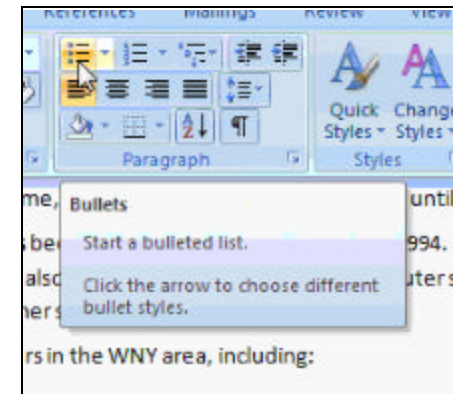 References Mailings Review View
Quick Change
Styles Styles
Paragraph Styles
me, until
Bullets
be 994.
Start a bulleted list.
also uters
Click the arrow to choose different
bullet styles.
ners
rs in the WNY area, including: